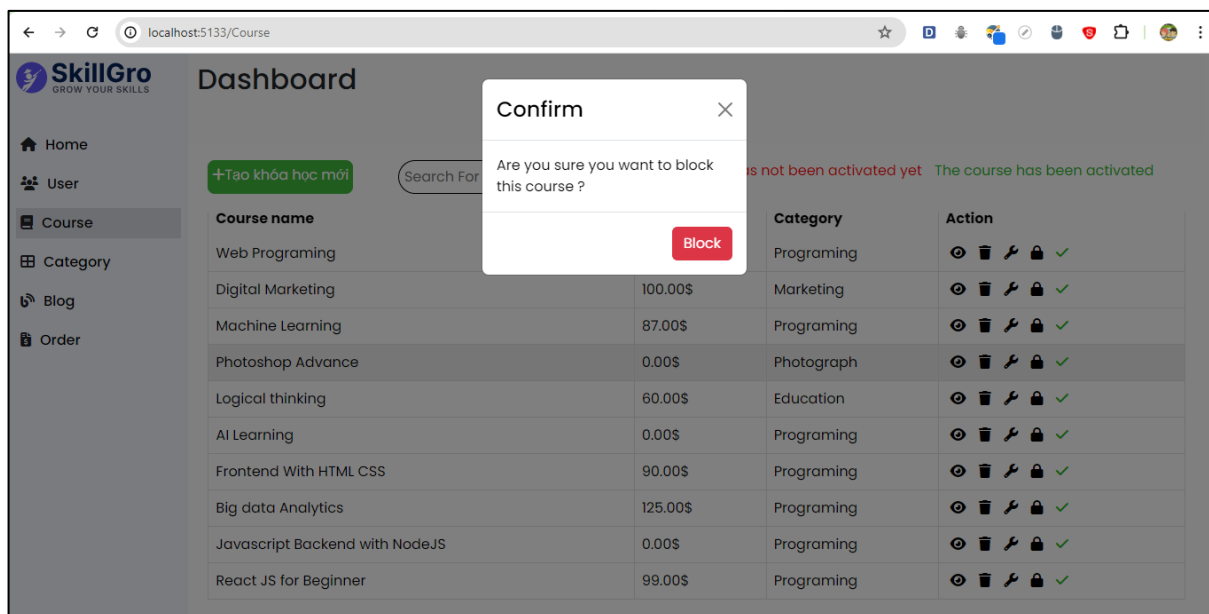 localhost:5133/Course
SkillGro
GROW YOUR SKILLS
Dashboard
Confirm
Are you sure you want to block
this course ?
Block
Home
User
Course
Category
Blog
Order
+Tạo khóa học mới
Search For
not been activated yet The course has been activated
Course name Category Action
Web Programing Programing
Digital Marketing 100.00$ Marketing
Machine Learning 87.00$ Programing
Photoshop Advance 0.00$ Photograph
Logical thinking 60.00$ Education
AI Learning 0.00$ Programing
Frontend With HTML CSS 90.00$ Programing
Big data Analytics 125.00$ Programing
Javascript Backend with NodeJS 0.00$ Programing
React JS for Beginner 99.00$ Programing